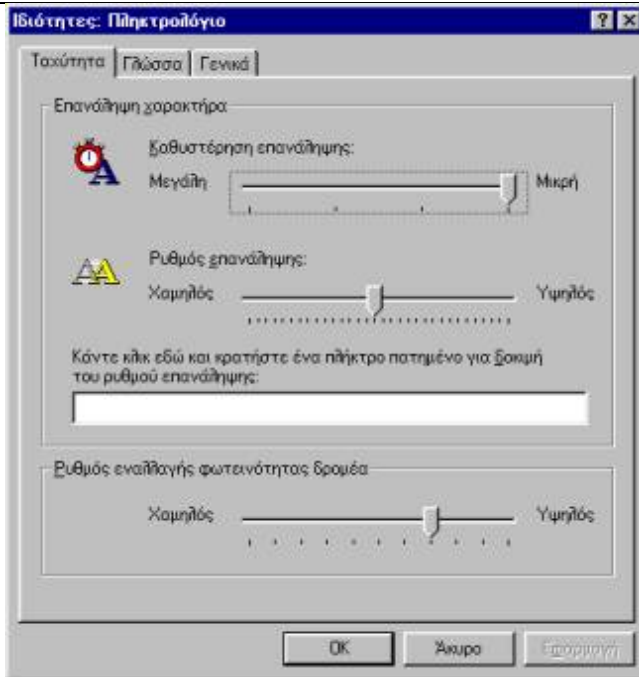 Ιδιότητες: Πληκτρολόγιο
Ταχύτητα Γλώσσα Γενικά
Επανάληψη χαρακτήρα
Καθυστέρηση επανάληψης:
Μεγάλη Μικρή
Ρυθμός επανάληψης:
Χαμηλός Υψηλός
Κάντε κλικ εδώ και κρατήστε ένα πλήκτρο πατημένο για δοκιμή
του ρυθμού επανάληψης:
Ρυθμός εναλλαγής φωτεινότητας δρομέα
Χαμηλός Υψηλός
OK Άκυρο Εφαρμογή